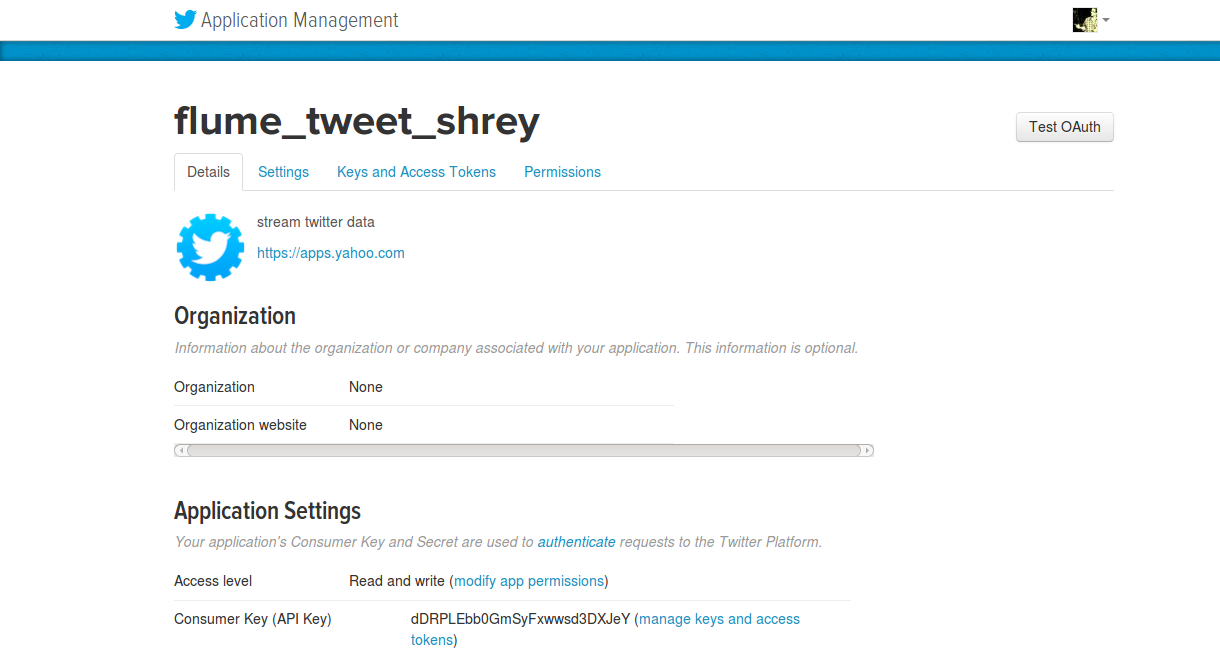 Application Management
flume_tweet_shrey
Test OAuth
Details Settings Keys and Access Tokens Permissions
stream twitter data
https://apps.yahoo.com
Organization
Information about the organization or company associated with your application. This information is optional.
Organization None
Organization website None
Application Settings
Your application's Consumer Key and Secret are used to authenticate requests to the Twitter Platform.
Access level Read and write (modify app permissions)
Consumer Key (API Key) dDRPLEbb0GmSyFxwwsd3DXJeY (manage keys and access
tokens)